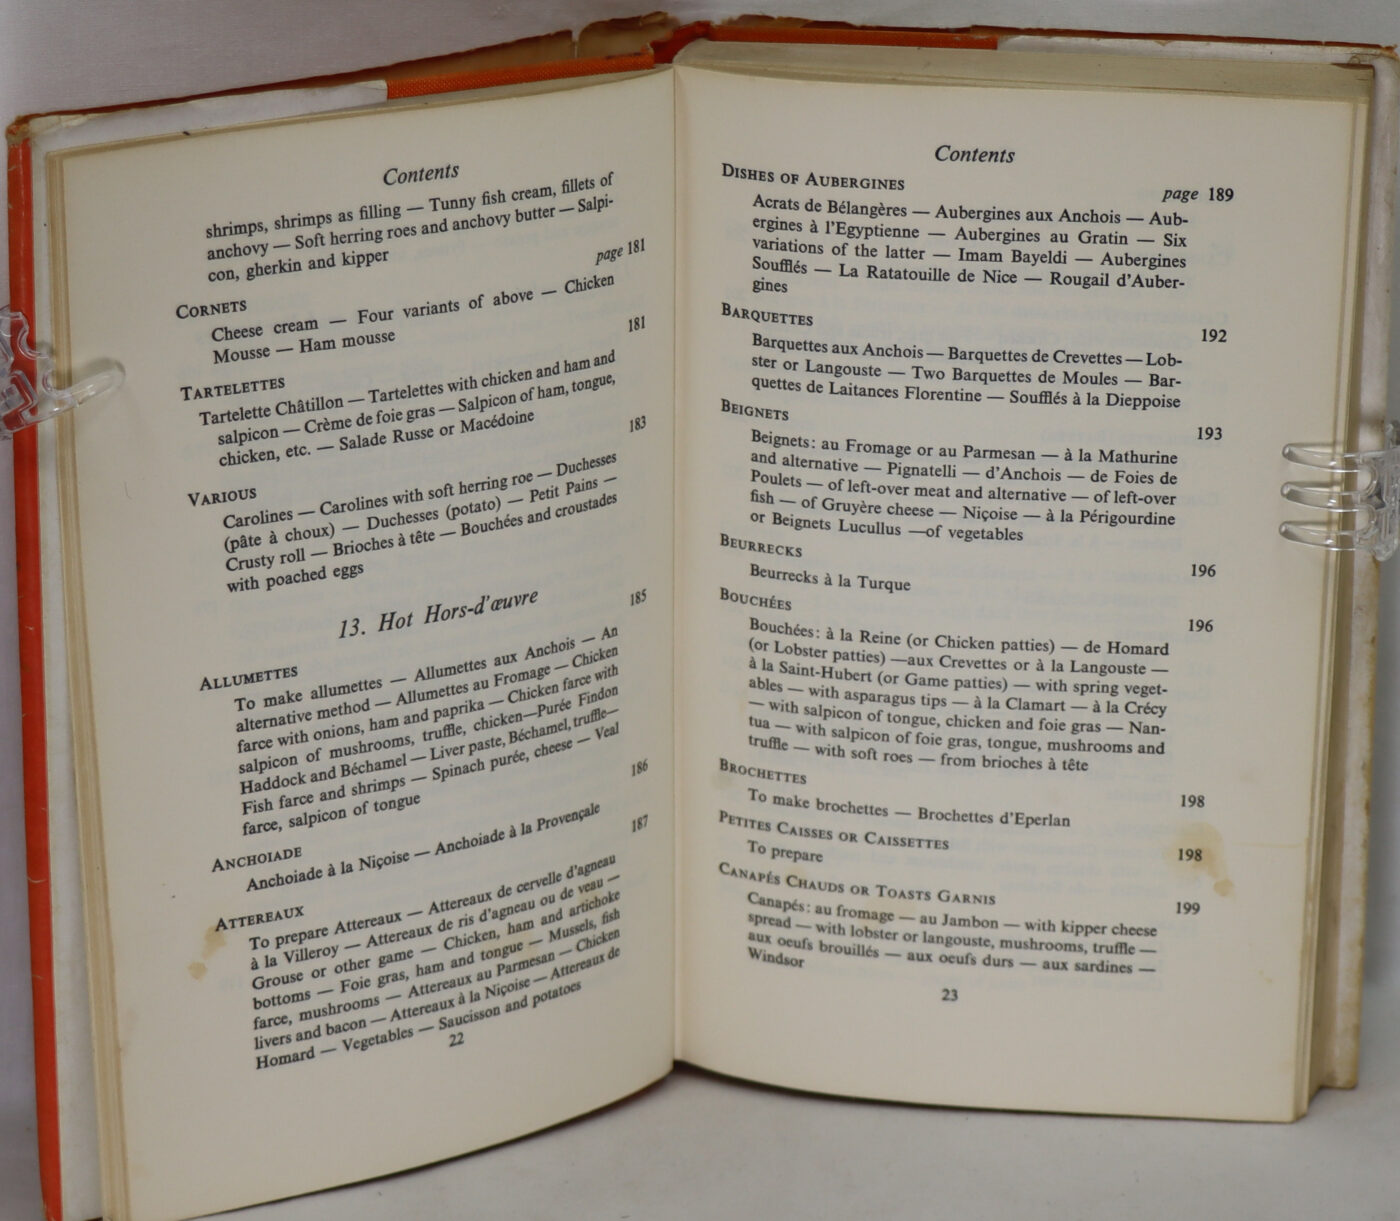 Contents
shrimps, shrimps as filling — Tunny fish cream, fillets of
anchovy — Soft herring roes and anchovy butter — Salpi-
con, gherkin and kipper
page 181
CORNETS
Cheese cream — Four variants of above — Chicken
Mousse — Ham mousse
181
TARTELETTES
Tartelette Châtillon — Tartelettes with chicken and ham and
salpicon — Crème de foie gras — Salpicon of ham, tongue,
chicken, etc. — Salade Russe or Macédoine
183
VARIOUS
Carolines — Carolines with soft herring roe — Duchesses
(pâte à choux) — Duchesses (potato) — Petit Pains —
Crusty roll — Brioches à tête — Bouchées and croustades
with poached eggs
13. Hot Hors-d'œuvre
185
ALLUMETTES
To make allumettes — Allumettes aux Anchois — An
alternative method — Allumettes au Fromage — Chicken
farce with onions, ham and paprika — Chicken farce with
salpicon of mushrooms, truffle, chicken—Purée Findon
Haddock and Béchamel — Liver paste, Béchamel, truffle—
Fish farce and shrimps — Spinach purée, cheese — Veal
farce, salpicon of tongue
186
ANCHOIADE
Anchoiade à la Niçoise — Anchoiade à la Provençale
187
ATTEREAUX
To prepare Attereaux — Attereaux de cervelle d'agneau
à la Villeroy — Attereaux de ris d'agneau ou de veau —
Grouse or other game — Chicken, ham and artichoke
bottoms — Foie gras, ham and tongue — Mussels, fish
farce, mushrooms — Attereaux au Parmesan — Chicken
livers and bacon — Attereaux à la Niçoise — Attereaux de
Homard — Vegetables — Saucisson and potatoes
22
Contents
DISHES OF AUBERGINES
page 189
Acrats de Bélangères — Aubergines aux Anchois — Aub-
ergines à l'Egyptienne — Aubergines au Gratin — Six
variations of the latter — Imam Bayeldi — Aubergines
Soufflés — La Ratatouille de Nice — Rougail d'Auber-
gines
BARQUETTES
192
Barquettes aux Anchois — Barquettes de Crevettes — Lob-
ster or Langouste — Two Barquettes de Moules — Bar-
quettes de Laitances Florentine — Soufflés à la Dieppoise
BEIGNETS
193
Beignets: au Fromage or au Parmesan — à la Mathurine
and alternative — Pignatelli — d'Anchois — de Foies de
Poulets — of left-over meat and alternative — of left-over
fish — of Gruyère cheese — Niçoise — à la Périgourdine
or Beignets Lucullus —of vegetables
BEURRECKS
196
Beurrecks à la Turque
BOUCHÉES
196
Bouchées: à la Reine (or Chicken patties) — de Homard
(or Lobster patties) —aux Crevettes or à la Langouste —
à la Saint-Hubert (or Game patties) — with spring veget-
ables — with asparagus tips — à la Clamart — à la Crécy
— with salpicon of tongue, chicken and foie gras — Nan-
tua — with salpicon of foie gras, tongue, mushrooms and
truffle — with soft roes — from brioches à tête
BROCHETTES
198
To make brochettes — Brochettes d'Eperlan
PETITES CAISSES OR CAISSETTES
198
To prepare
CANAPÉS CHAUDS OR TOASTS GARNIS
199
Canapés: au fromage — au Jambon — with kipper cheese
spread — with lobster or langouste, mushrooms, truffle —
aux oeufs brouillés — aux oeufs durs — aux sardines —
Windsor
23